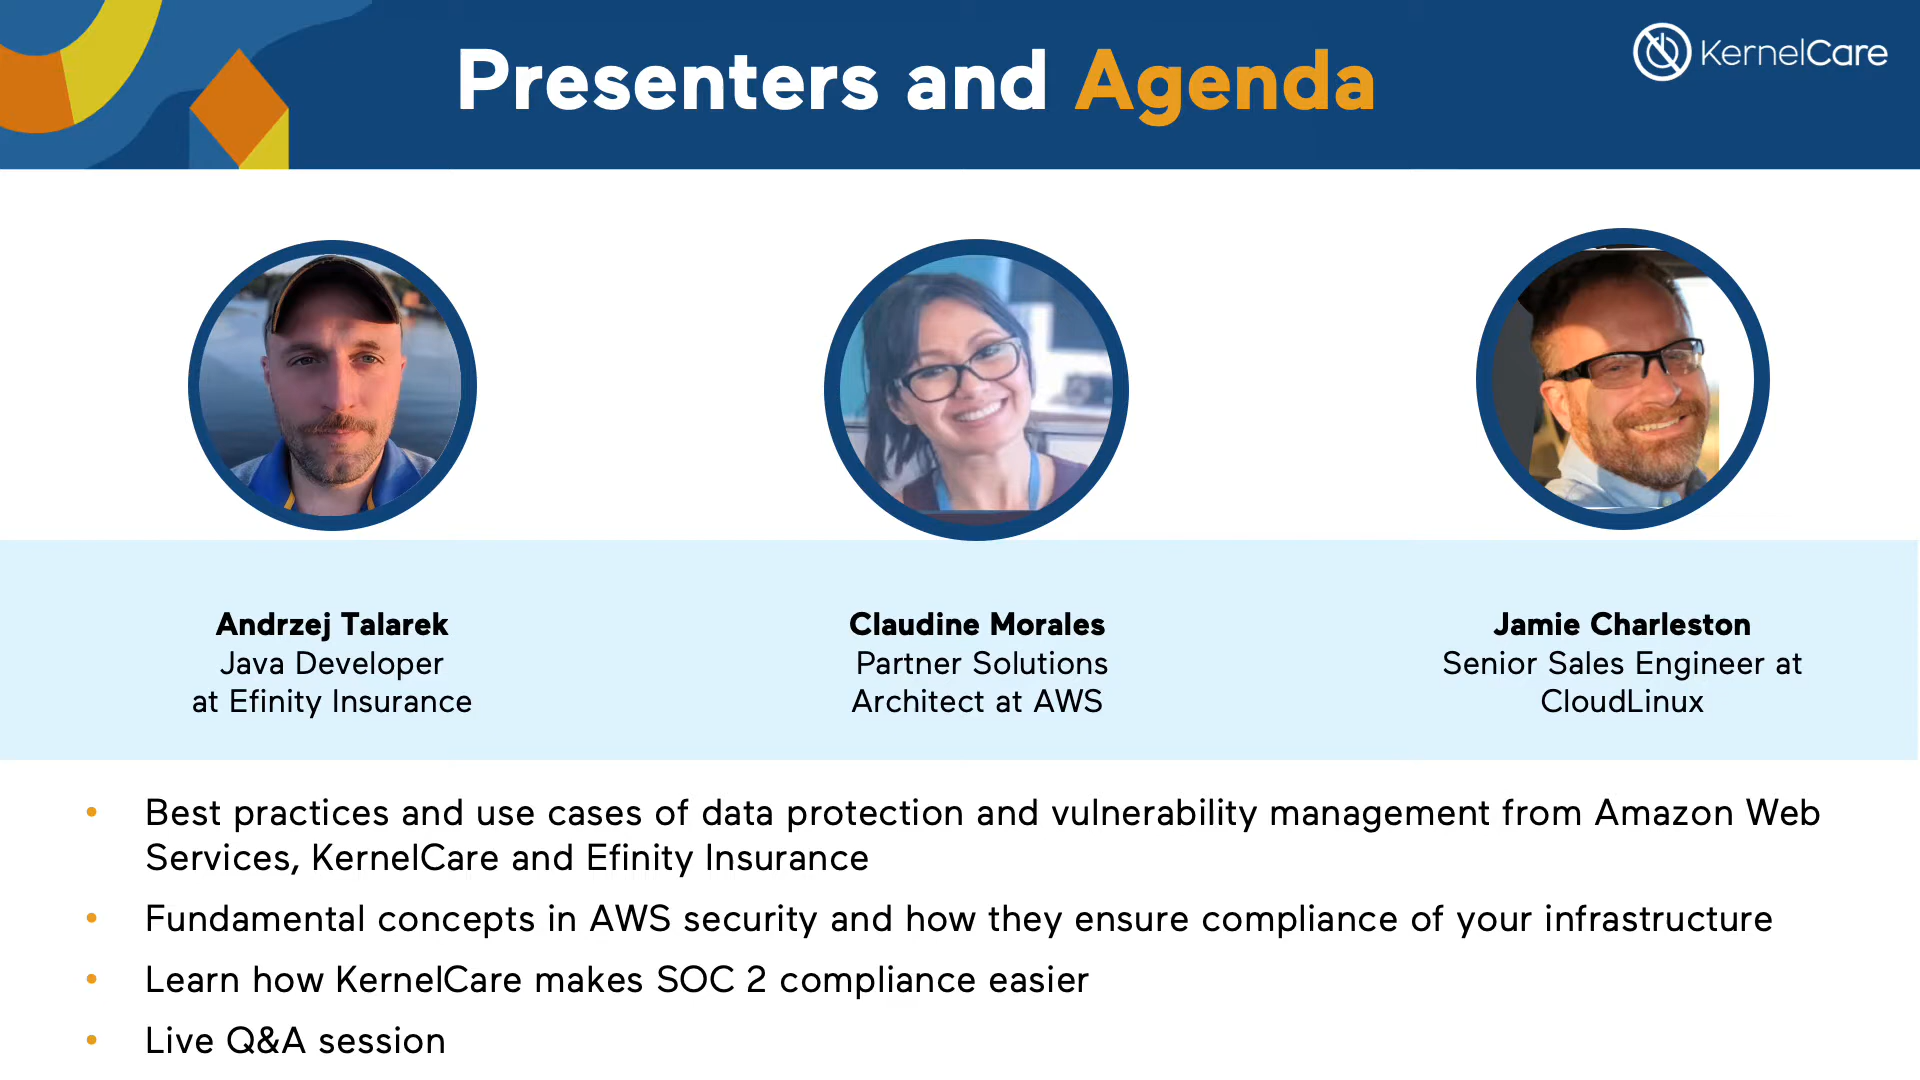 Presenters and Agenda
KernelCare
Andrzej Talarek
Java Developer
at Efinity Insurance
Claudine Morales
Partner Solutions
Architect at AWS
Jamie Charleston
Senior Sales Engineer at
CloudLinux
• Best practices and use cases of data protection and vulnerability management from Amazon Web
Services, KernelCare and Efinity Insurance
• Fundamental concepts in AWS security and how they ensure compliance of your infrastructure
• Learn how KernelCare makes SOC 2 compliance easier
• Live Q&A session